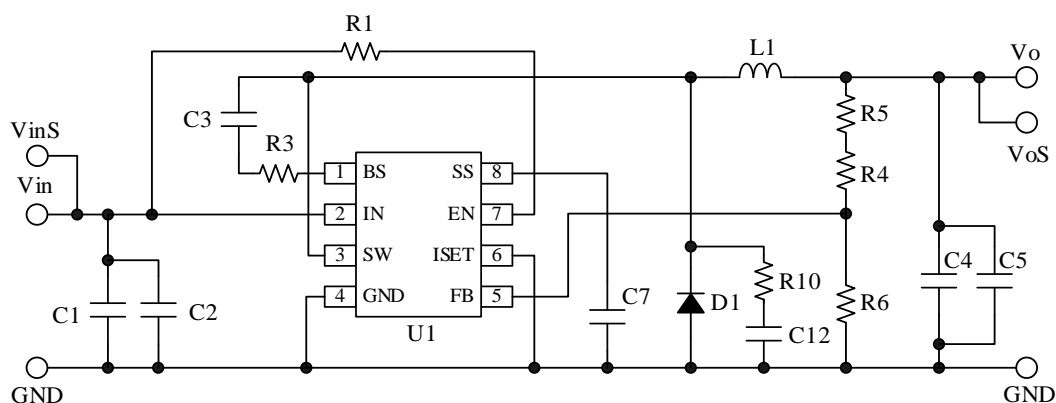 R1
L1
Vo
C3
R5
VinS
R3
VoS
Vin
1 BS SS 8
R4
2 IN EN 7
3 SW ISET 6
C4 C5
4 GND FB 5
C7 D1 R10 R6
C1 C2
U1
C12
GND GND